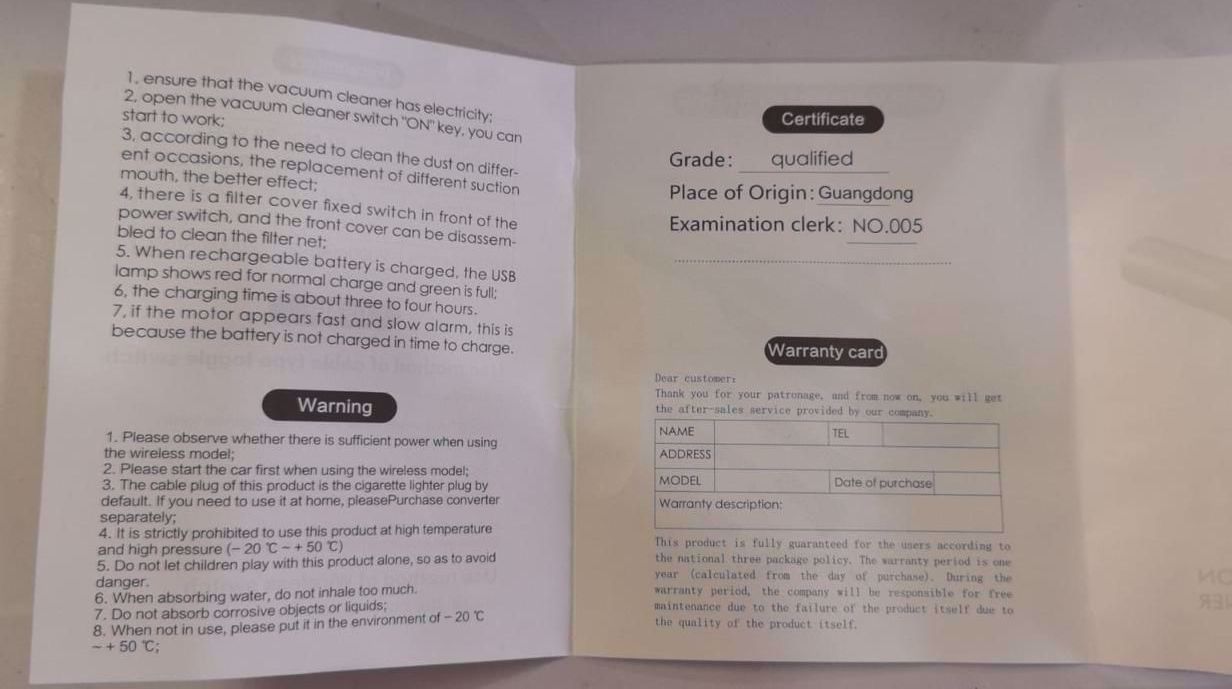 1. ensure that the vacuum cleaner has electricity;
2, open the vacuum cleaner switch "ON" key, you can
start to work;
3, according to the need to clean the dust on differ-
ent occasions, the replacement of different suction
mouth, the better effect;
4, there is a filter cover fixed switch in front of the
power switch, and the front cover can be disassem-
bled to clean the filter net;
5. When rechargeable battery is charged, the USB
lamp shows red for normal charge and green is full;
6, the charging time is about three to four hours.
7, if the motor appears fast and slow alarm, this is
because the battery is not charged in time to charge.
Warning
1. Please observe whether there is sufficient power when using
the wireless model;
2. Please start the car first when using the wireless model;
3. The cable plug of this product is the cigarette lighter plug by
default. If you need to use it at home, pleasePurchase converter
separately;
4. It is strictly prohibited to use this product at high temperature
and high pressure (− 20 ℃ ~ + 50 ℃)
5. Do not let children play with this product alone, so as to avoid
danger.
6. When absorbing water, do not inhale too much.
7. Do not absorb corrosive objects or liquids;
8. When not in use, please put it in the environment of − 20 ℃
~ + 50 ℃;
Certificate
Grade: qualified
Place of Origin: Guangdong
Examination clerk: NO.005
Warranty card
Dear customer:
Thank you for your patronage, and from now on, you will get
the after-sales service provided by our company.
NAME TEL
ADDRESS
MODEL Date of purchase
Warranty description:
This product is fully guaranteed for the users according to
the national three package policy. The warranty period is one
year (calculated from the day of purchase). During the
warranty period, the company will be responsible for free
maintenance due to the failure of the product itself due to
the quality of the product itself.